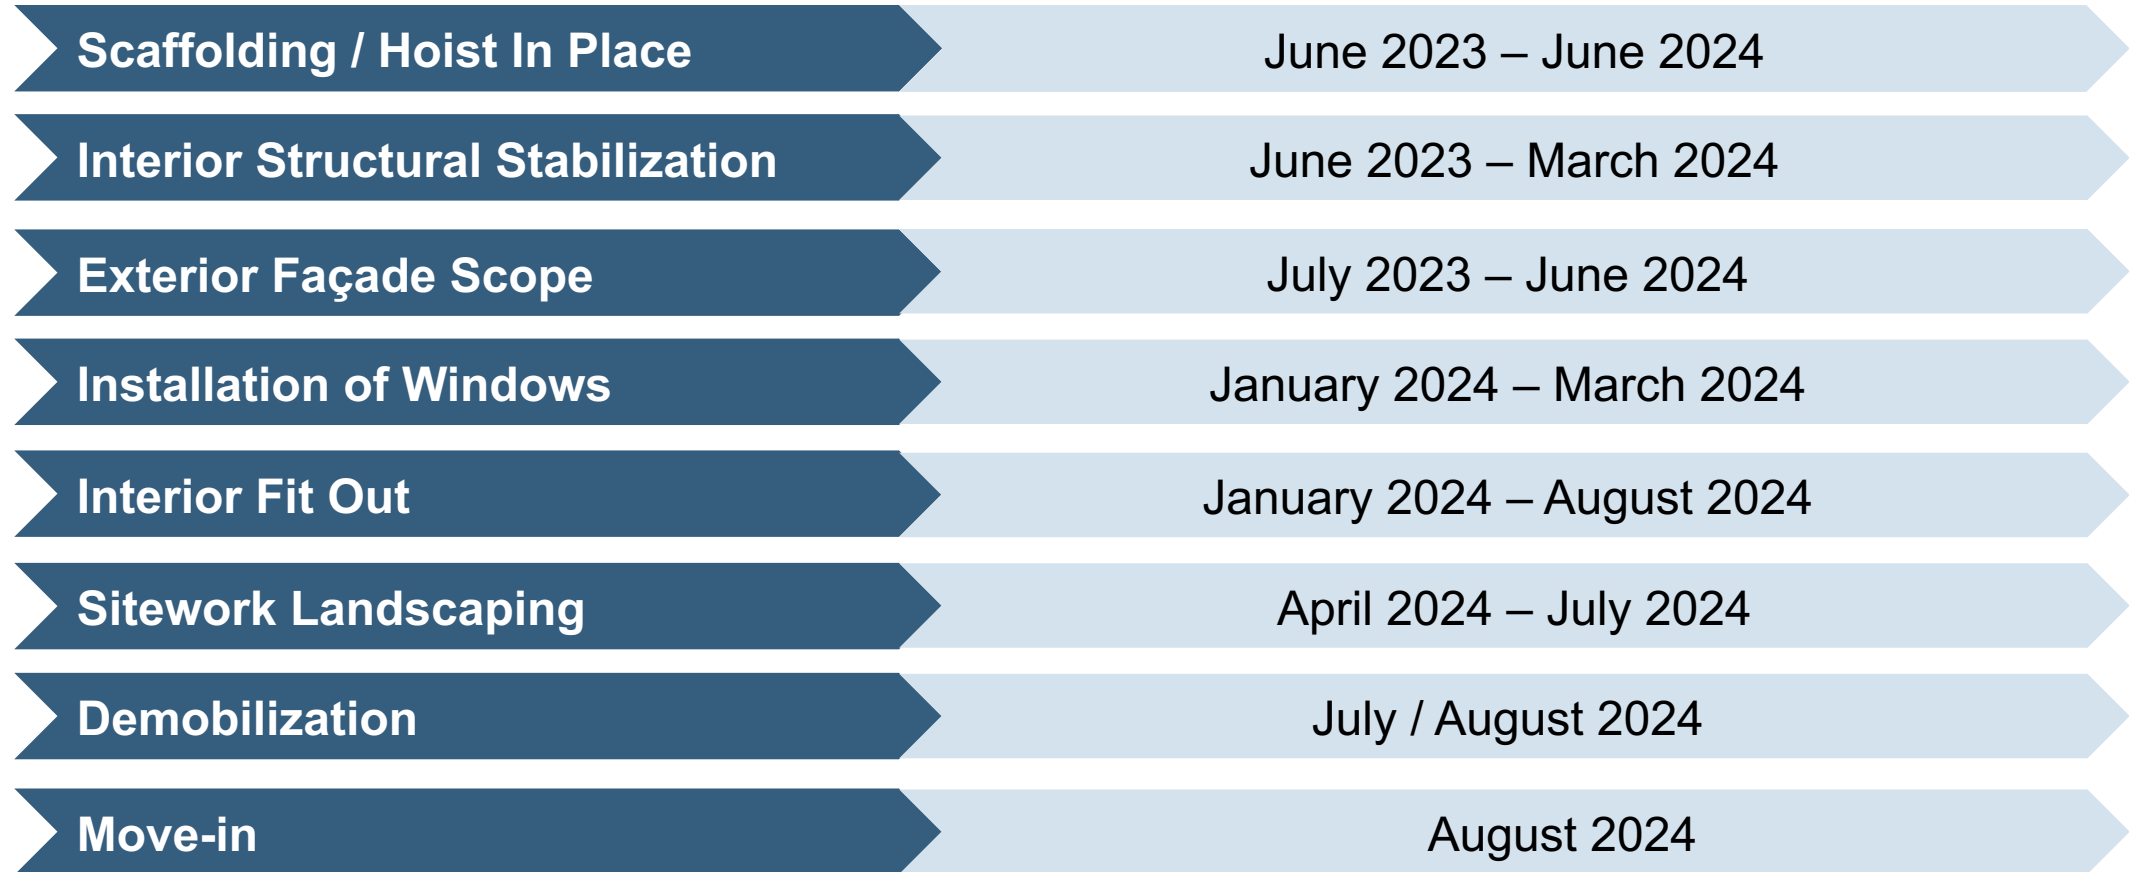 Scaffolding / Hoist In Place
June 2023 – June 2024
Interior Structural Stabilization
June 2023 – March 2024
Exterior Façade Scope
July 2023 – June 2024
Installation of Windows
January 2024 – March 2024
Interior Fit Out
January 2024 – August 2024
Sitework Landscaping
April 2024 – July 2024
Demobilization
July / August 2024
Move-in
August 2024